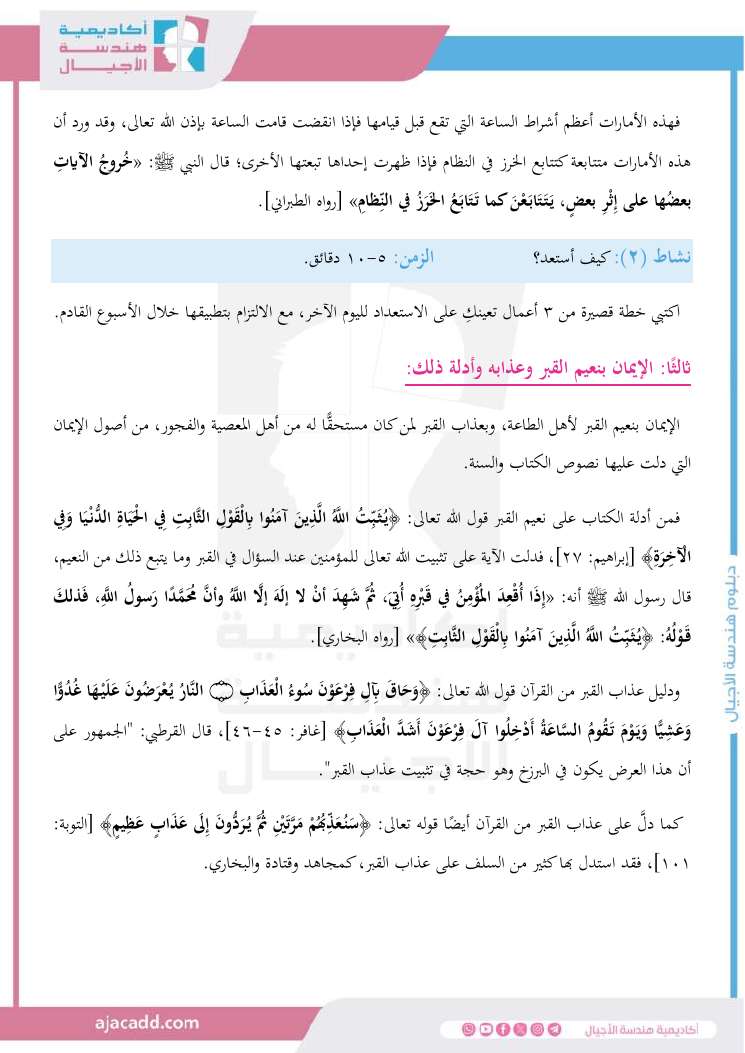 أكاديمية
هندسة
الأجيال
فهذه الأمارات أعظم أشراط الساعة التي تقع قبل قيامها فإذا انقضت قامت الساعة بإذن الله تعالى، وقد ورد أن
هذه الأمارات متتابعة كتتابع الخرز في النظام فإذا ظهرت إحداها تبعتها الأخرى؛ قال النبي ﷺ: «خُروجُ الآياتِ
بعضُها على إِثْرِ بعضٍ، يَتَتَابَعْنَ كما تَتَابَعُ الخَرَزُ في النِّظامِ» [رواه الطبراني].
نشاط (٢): كيف أستعد؟ الزمن: ٥-١٠ دقائق.
اكتبي خطة قصيرة من ٣ أعمال تعينكِ على الاستعداد لليوم الآخر، مع الالتزام بتطبيقها خلال الأسبوع القادم.
ثالثًا: الإيمان بنعيم القبر وعذابه وأدلة ذلك:
الإيمان بنعيم القبر لأهل الطاعة، وبعذاب القبر لمن كان مستحقًّا له من أهل المعصية والفجور، من أصول الإيمان
التي دلت عليها نصوص الكتاب والسنة.
فمن أدلة الكتاب على نعيم القبر قول الله تعالى: ﴿يُثَبِّتُ اللَّهُ الَّذِينَ آمَنُوا بِالْقَوْلِ الثَّابِتِ فِي الْحَيَاةِ الدُّنْيَا وَفِي
الْآخِرَةِ﴾ [إبراهيم: ٢٧]، فدلت الآية على تثبيت الله تعالى للمؤمنين عند السؤال في القبر وما يتبع ذلك من النعيم،
قال رسول الله ﷺ أنه: «إِذَا أُقْعِدَ المُؤْمِنُ في قَبْرِهِ أُتِيَ، ثُمَّ شَهِدَ أنْ لا إلَهَ إلَّا اللَّهُ وأنَّ مُحَمَّدًا رَسولُ اللَّهِ، فَذلكَ
قَوْلُهُ: ﴿يُثَبِّتُ اللَّهُ الَّذِينَ آمَنُوا بِالْقَوْلِ الثَّابِتِ﴾» [رواه البخاري].
ودليل عذاب القبر من القرآن قول الله تعالى: ﴿وَحَاقَ بِآلِ فِرْعَوْنَ سُوءُ الْعَذَابِ ۝ النَّارُ يُعْرَضُونَ عَلَيْهَا غُدُوًّا
وَعَشِيًّا وَيَوْمَ تَقُومُ السَّاعَةُ أَدْخِلُوا آلَ فِرْعَوْنَ أَشَدَّ الْعَذَابِ﴾ [غافر: ٤٥-٤٦]، قال القرطبي: "الجمهور على
أن هذا العرض يكون في البرزخ وهو حجة في تثبيت عذاب القبر".
كما دلَّ على عذاب القبر من القرآن أيضًا قوله تعالى: ﴿سَنُعَذِّبُهُمْ مَرَّتَيْنِ ثُمَّ يُرَدُّونَ إِلَى عَذَابٍ عَظِيمٍ﴾ [التوبة:
١٠١]، فقد استدل بها كثير من السلف على عذاب القبر، كمجاهد وقتادة والبخاري.
دبلوم هندسة الأجيال
أكاديمية هندسة الأجيال
ajacadd.com